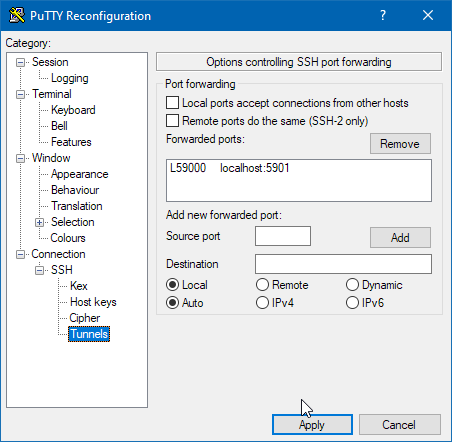 PuTTY Reconfiguration
?
Category:
Session
Logging
Terminal
Keyboard
Bell
Features
Window
Appearance
Behaviour
Translation
Selection
Colours
Connection
SSH
Kex
Host keys
Cipher
Tunnels
Options controlling SSH port forwarding
Port forwarding
Local ports accept connections from other hosts
Remote ports do the same (SSH-2 only)
Forwarded ports:
Remove
L59000 localhost:5901
Add new forwarded port:
Source port
Add
Destination
Local Remote Dynamic
Auto IPv4 IPv6
Apply Cancel